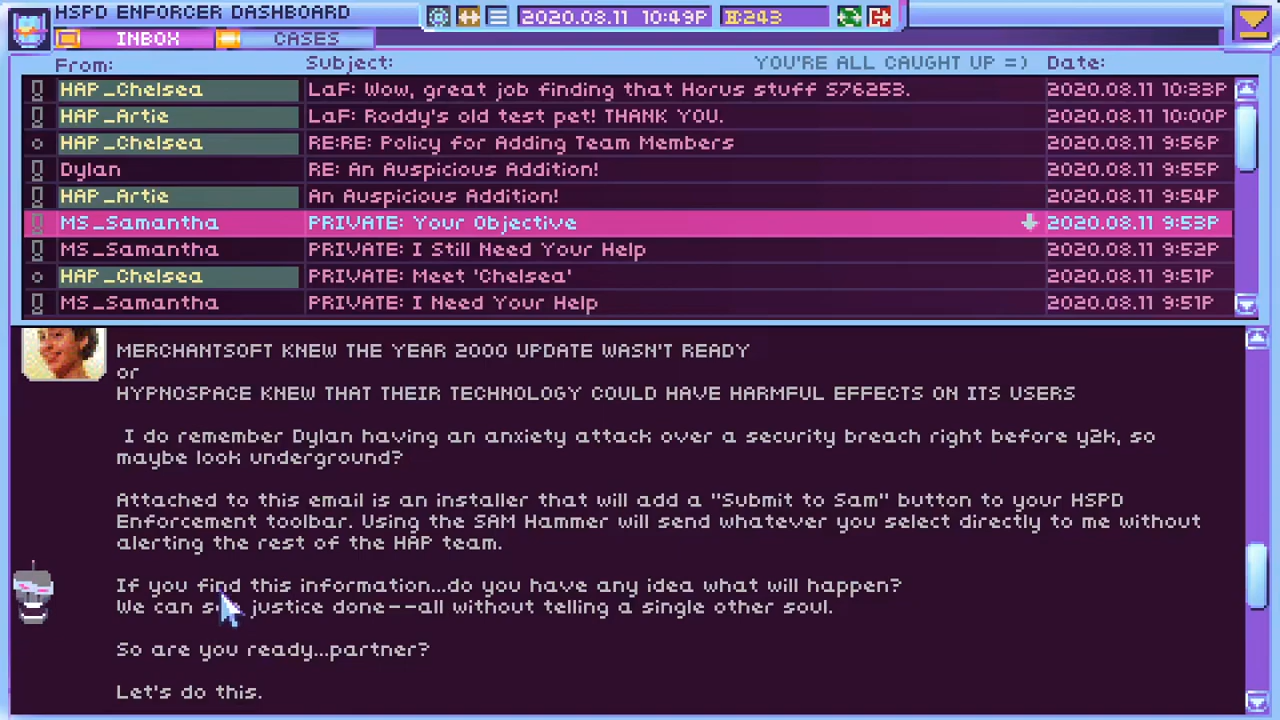 HSPD ENFORCER DASHBOARD
2020.08.11 10:49P
243
INBOX
CASES
From:
Subject:
YOU'RE ALL CAUGHT UP =)
Date:
HAP_Chelsea LaF: Wow, great job finding that Horus stuff S76253. 2020.08.11 10:33P
HAP_Artie LaF: Roddy's old test pet! THANK YOU. 2020.08.11 10:00P
HAP_Chelsea RE:RE: Policy for Adding Team Members 2020.08.11 9:56P
Dylan RE: An Auspicious Addition! 2020.08.11 9:55P
HAP_Artie An Auspicious Addition! 2020.08.11 9:54P
MS_Samantha PRIVATE: Your Objective 2020.08.11 9:53P
MS_Samantha PRIVATE: I Still Need Your Help 2020.08.11 9:52P
HAP_Chelsea PRIVATE: Meet 'Chelsea' 2020.08.11 9:51P
MS_Samantha PRIVATE: I Need Your Help 2020.08.11 9:51P
MERCHANTSOFT KNEW THE YEAR 2000 UPDATE WASN'T READY
or
HYPNOSPACE KNEW THAT THEIR TECHNOLOGY COULD HAVE HARMFUL EFFECTS ON ITS USERS
I do remember Dylan having an anxiety attack over a security breach right before y2k, so
maybe look underground?
Attached to this email is an installer that will add a "Submit to Sam" button to your HSPD
Enforcement toolbar. Using the SAM Hammer will send whatever you select directly to me without
alerting the rest of the HAP team.
If you find this information...do you have any idea what will happen?
We can justice done--all without telling a single other soul.
So are you ready...partner?
Let's do this.